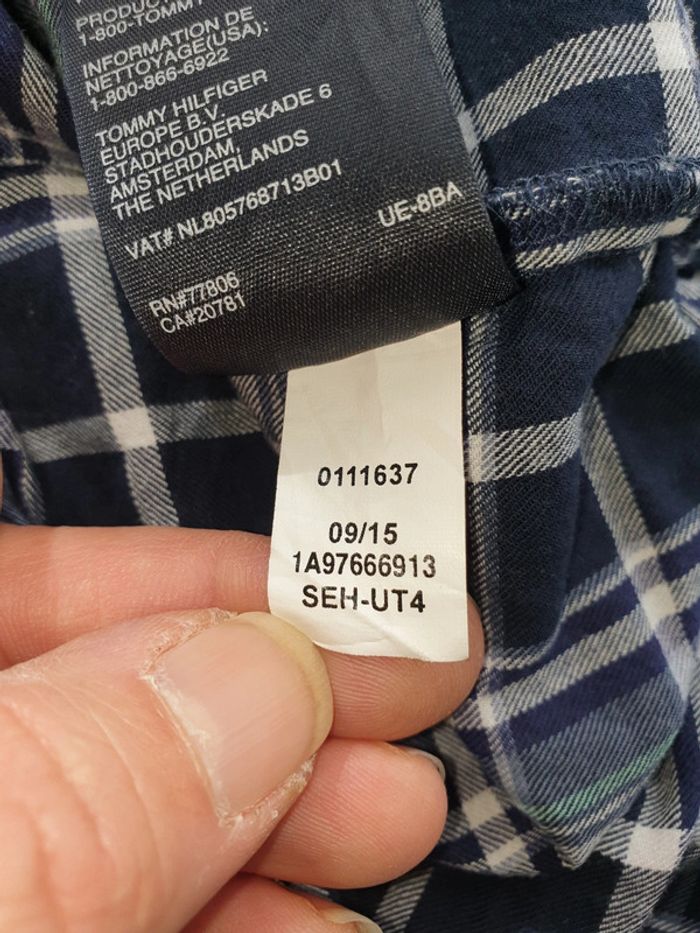 PRODUCT
1-800-TOMMY
INFORMATION DE
NETTOYAGE(USA):
1-800-866-6922
TOMMY HILFIGER
EUROPE B.V.
STADHOUDERSKADE 6
AMSTERDAM,
THE NETHERLANDS
VAT# NL805768713B01
UE-8BA
RN#77806
CA#20781
0111637
09/15
1A97666913
SEH-UT4